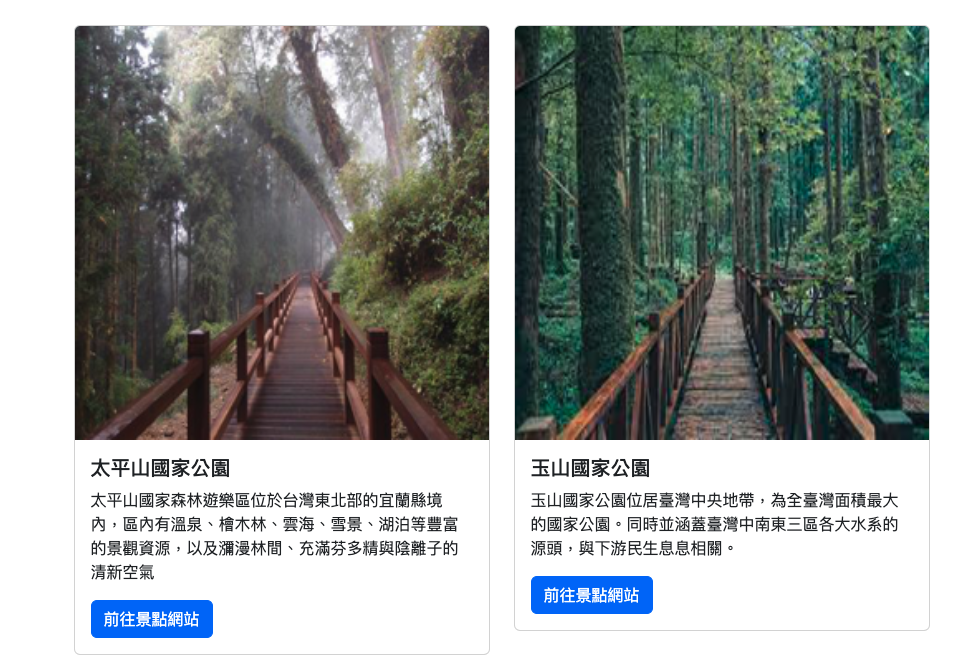 太平山國家公園
太平山國家森林遊樂區位於台灣東北部的宜蘭縣境
內，區內有溫泉、檜木林、雲海、雪景、湖泊等豐富
的景觀資源，以及瀰漫林間、充滿芬多精與陰離子的
清新空氣
前往景點網站
玉山國家公園
玉山國家公園位居臺灣中央地帶，為全臺灣面積最大
的國家公園。同時並涵蓋臺灣中南東三區各大水系的
源頭，與下游民生息息相關。
前往景點網站